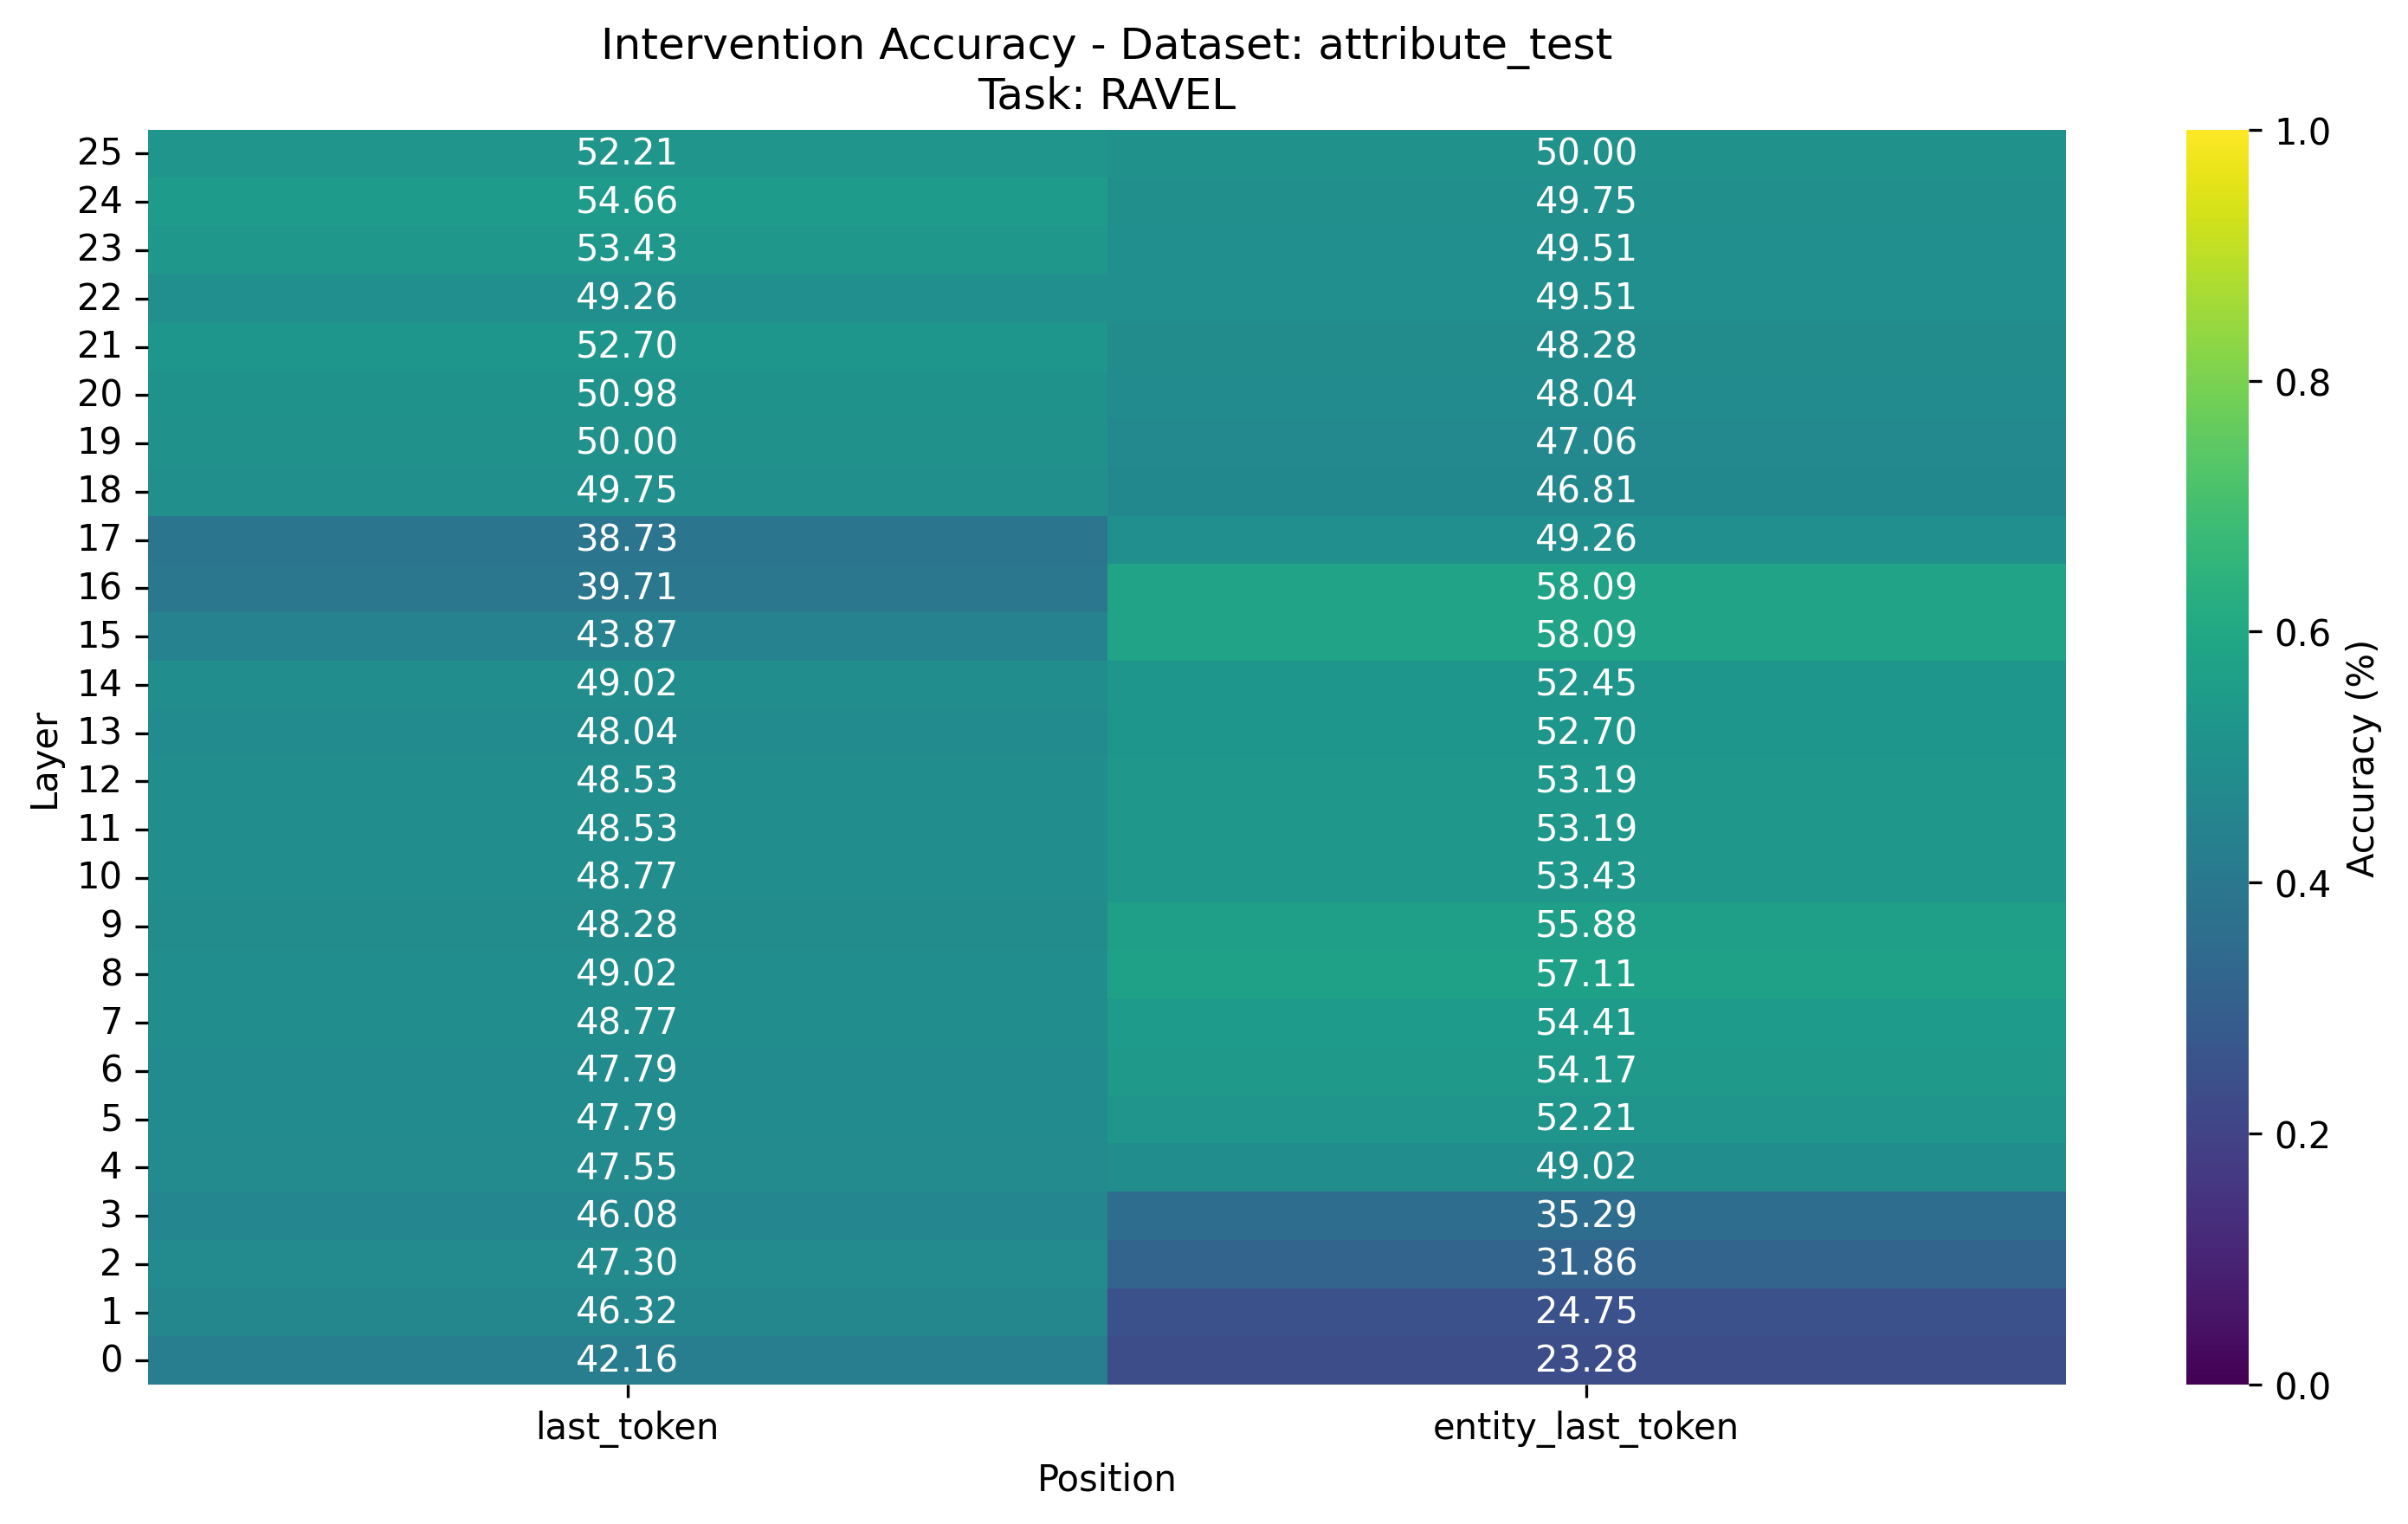 Intervention Accuracy - Dataset: attribute_test
Task: RAVEL
25 52.21 50.00
24 54.66 49.75
23 53.43 49.51
22 49.26 49.51
21 52.70 48.28
20 50.98 48.04
19 50.00 47.06
18 49.75 46.81
17 38.73 49.26
16 39.71 58.09
15 43.87 58.09
14 49.02 52.45
13 48.04 52.70
12 48.53 53.19
11 48.53 53.19
10 48.77 53.43
9 48.28 55.88
8 49.02 57.11
7 48.77 54.41
6 47.79 54.17
5 47.79 52.21
4 47.55 49.02
3 46.08 35.29
2 47.30 31.86
1 46.32 24.75
0 42.16 23.28
last_token entity_last_token
Position
Layer
1.0
0.8
0.6
0.4
0.2
0.0
Accuracy (%)